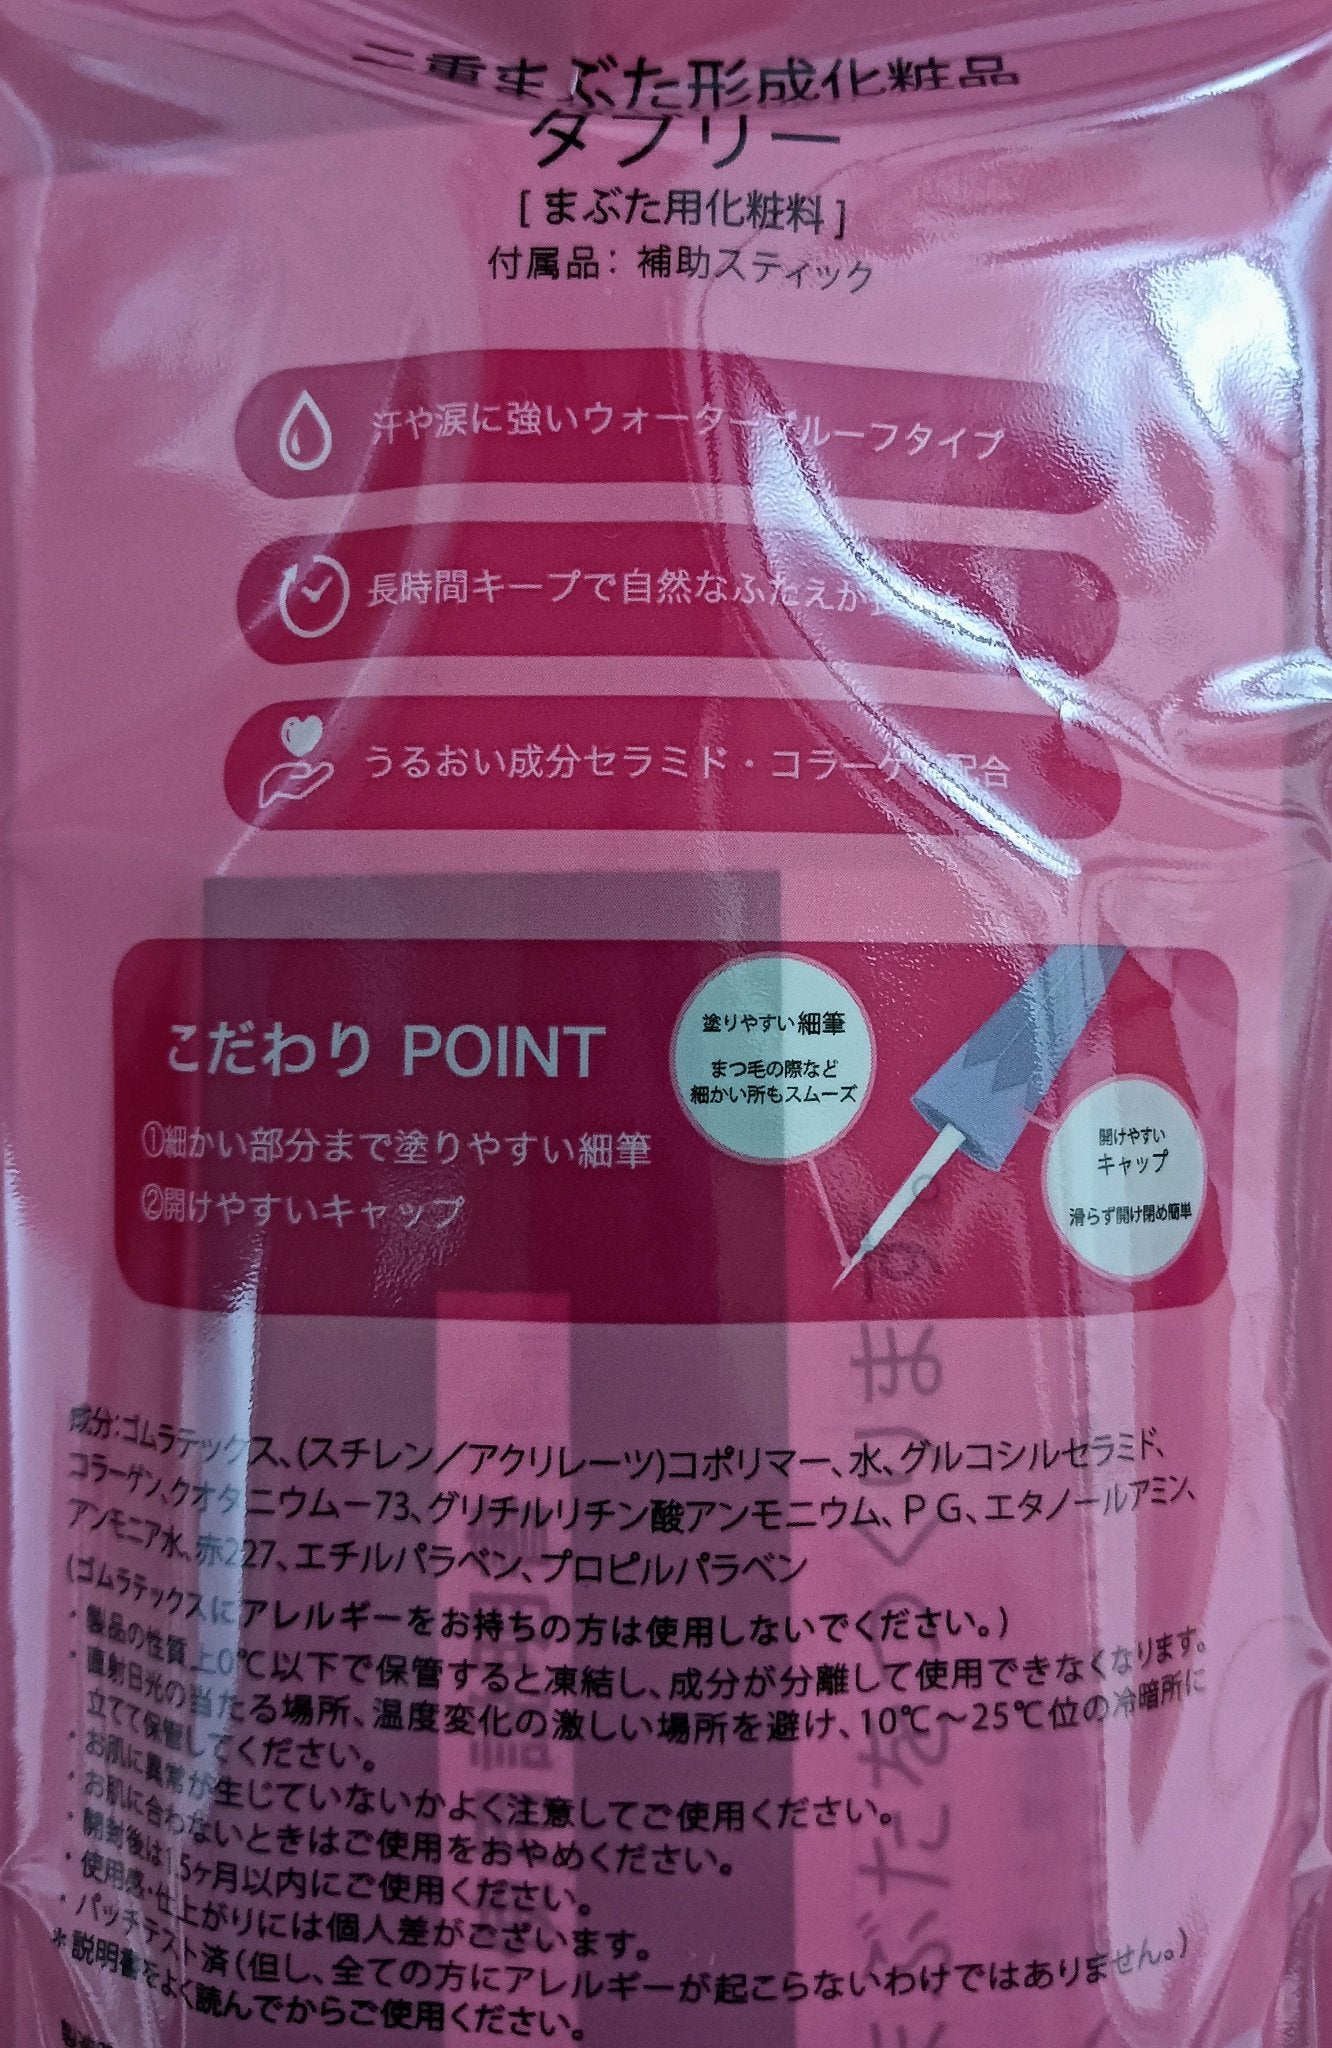 二重まぶた形成化粧品
タブリー
[まぶた用化粧料]
付属品：補助スティック
汗や涙に強いウォータープルーフタイプ
長時間キープで自然なふたえが
うるおい成分セラミド・コラーゲン配合
こだわり POINT
①細かい部分まで塗りやすい細筆
②開けやすいキャップ
塗りやすい細筆
まつ毛の際など
細かい所もスムーズ
開けやすい
キャップ
滑らず開け閉め簡単
成分:ゴムラテックス、(スチレン／アクリレーツ)コポリマー、水、グルコシルセラミド、
コラーゲン、クオタニウムー73、グリチルリチン酸アンモニウム、ＰＧ、エタノールアミン、
アンモニア水、赤227、エチルパラベン、プロピルパラベン
(ゴムラテックスにアレルギーをお持ちの方は使用しないでください。)
・製品の性質上0℃以下で保管すると凍結し、成分が分離して使用できなくなります。
・直射日光の当たる場所、温度変化の激しい場所を避け、10℃～25℃位の冷暗所に
立てて保管してください。
・お肌に異常が生じていないかよく注意してご使用ください。
・お肌に合わないときはご使用をおやめください。
・開封後は1.5ヶ月以内にご使用ください。
・使用感・仕上がりには個人差がございます。
・パッチテスト済(但し、全ての方にアレルギーが起こらないわけではありません。)
＊説明書をよく読んでからご使用ください。